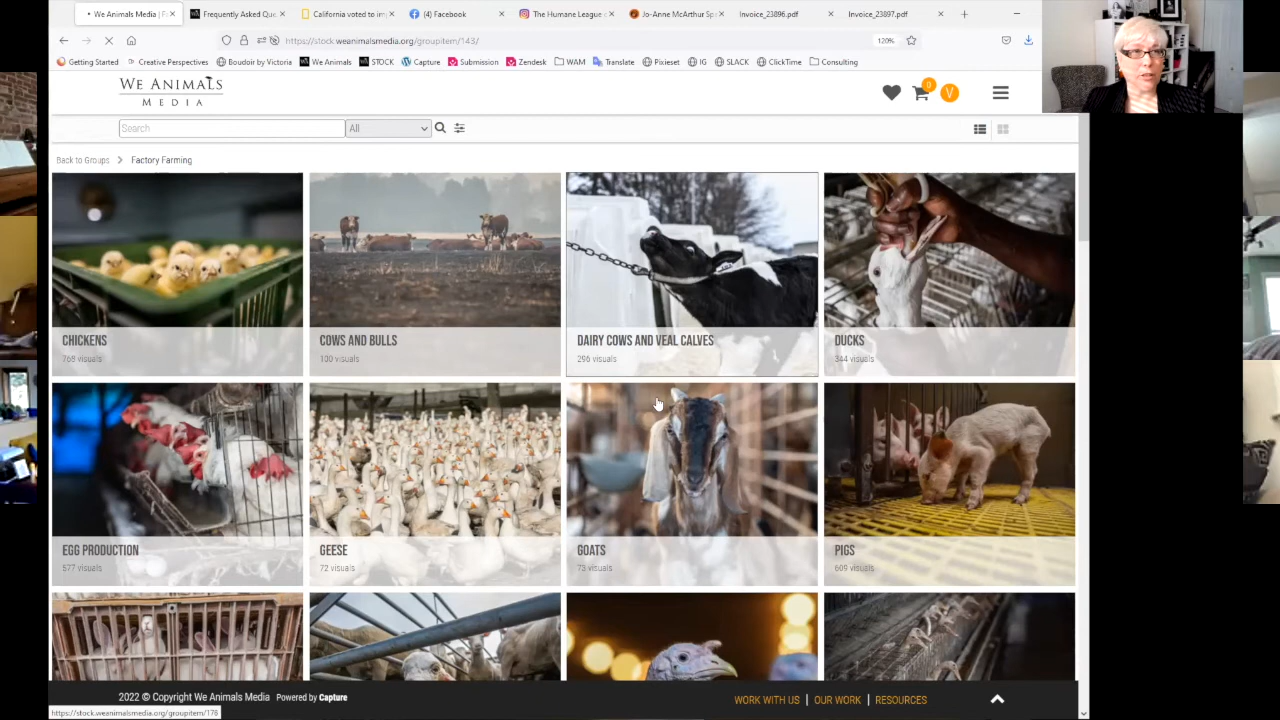 We Animals Media | Fa
Frequently Asked Que
California voted to im
(4) Facebook
The Humane League (
Jo-Anne McArthur Spe
Invoice_23896.pdf
Invoice_23897.pdf
https://stock.weanimalsmedia.org/groupitem/143/
120%
Getting Started
Creative Perspectives
Boudoir by Victoria
We Animals
STOCK
Capture
Submission
Zendesk
WAM
Translate
Pixieset
IG
SLACK
ClickTime
Consulting
WE ANIMALS
MEDIA
0
V
Search
All
Back to Groups > Factory Farming
CHICKENS
768 visuals
COWS AND BULLS
100 visuals
DAIRY COWS AND VEAL CALVES
296 visuals
DUCKS
344 visuals
EGG PRODUCTION
577 visuals
GEESE
72 visuals
GOATS
73 visuals
PIGS
609 visuals
2022 © Copyright We Animals Media Powered by Capture
WORK WITH US | OUR WORK | RESOURCES
https://stock.weanimalsmedia.org/groupitem/176